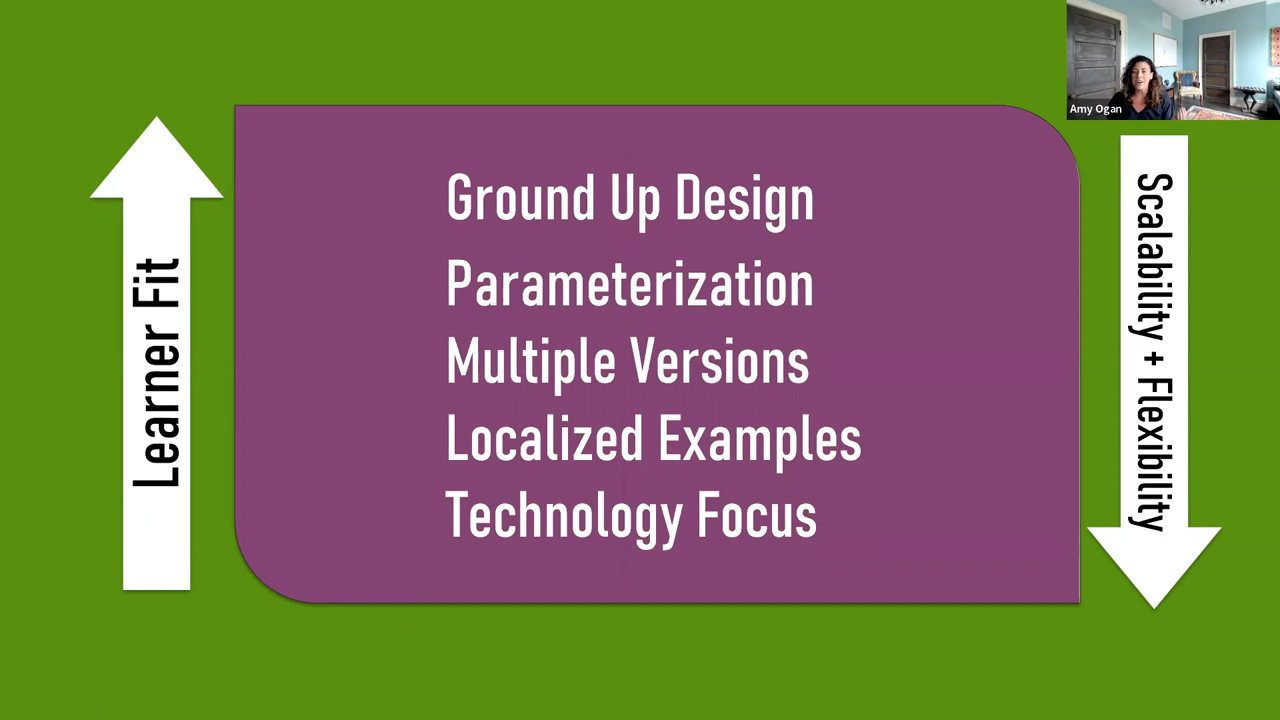 Amy Ogan
Learner Fit
Ground Up Design
Parameterization
Multiple Versions
Localized Examples
Technology Focus
Scalability + Flexibility